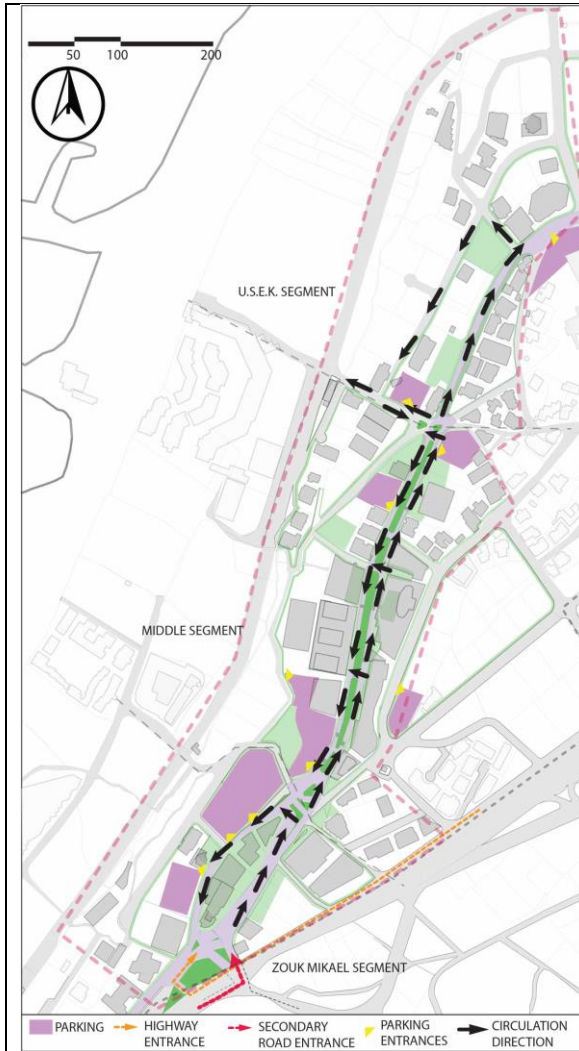 50 100 200
U.S.E.K. SEGMENT
MIDDLE SEGMENT
ZOUK MIKAEL SEGMENT
PARKING
HIGHWAY
ENTRANCE
SECONDARY
ROAD ENTRANCE
PARKING
ENTRANCES
CIRCULATION
DIRECTION